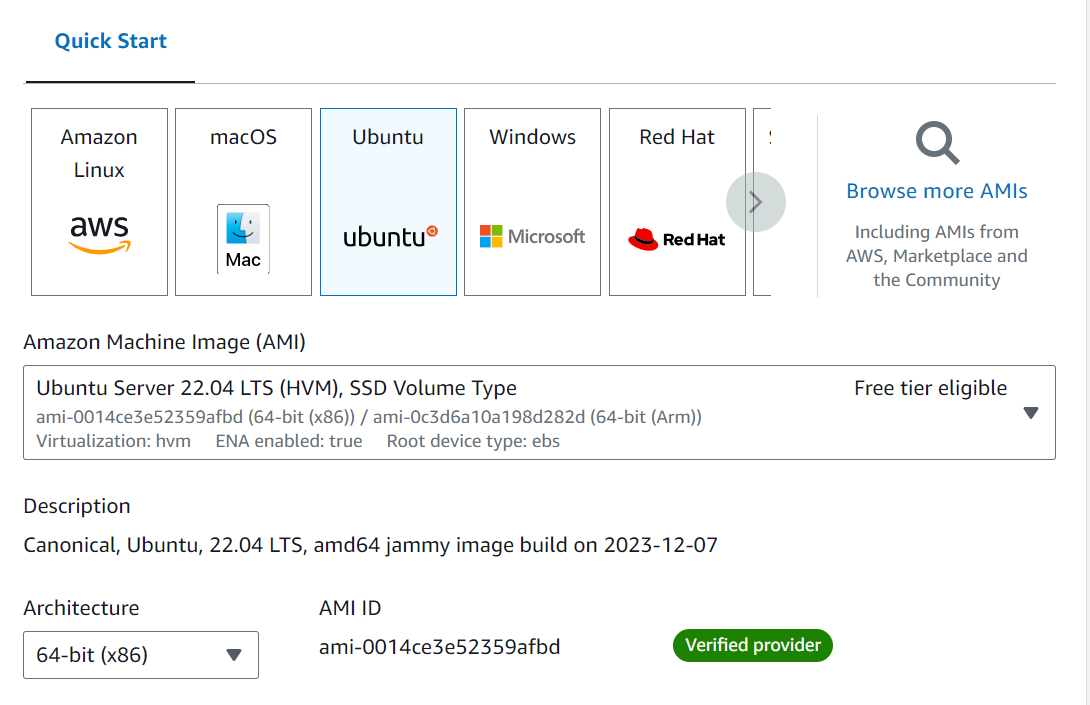 Quick Start
Amazon
Linux
aws
macOS
Mac
Ubuntu
ubuntu
Windows
Microsoft
Red Hat
Red Hat
Browse more AMIs
Including AMIs from
AWS, Marketplace and
the Community
Amazon Machine Image (AMI)
Ubuntu Server 22.04 LTS (HVM), SSD Volume Type Free tier eligible
ami-0014ce3e52359afbd (64-bit (x86)) / ami-0c3d6a10a198d282d (64-bit (Arm))
Virtualization: hvm ENA enabled: true Root device type: ebs
Description
Canonical, Ubuntu, 22.04 LTS, amd64 jammy image build on 2023-12-07
Architecture
64-bit (x86)
AMI ID
ami-0014ce3e52359afbd
Verified provider